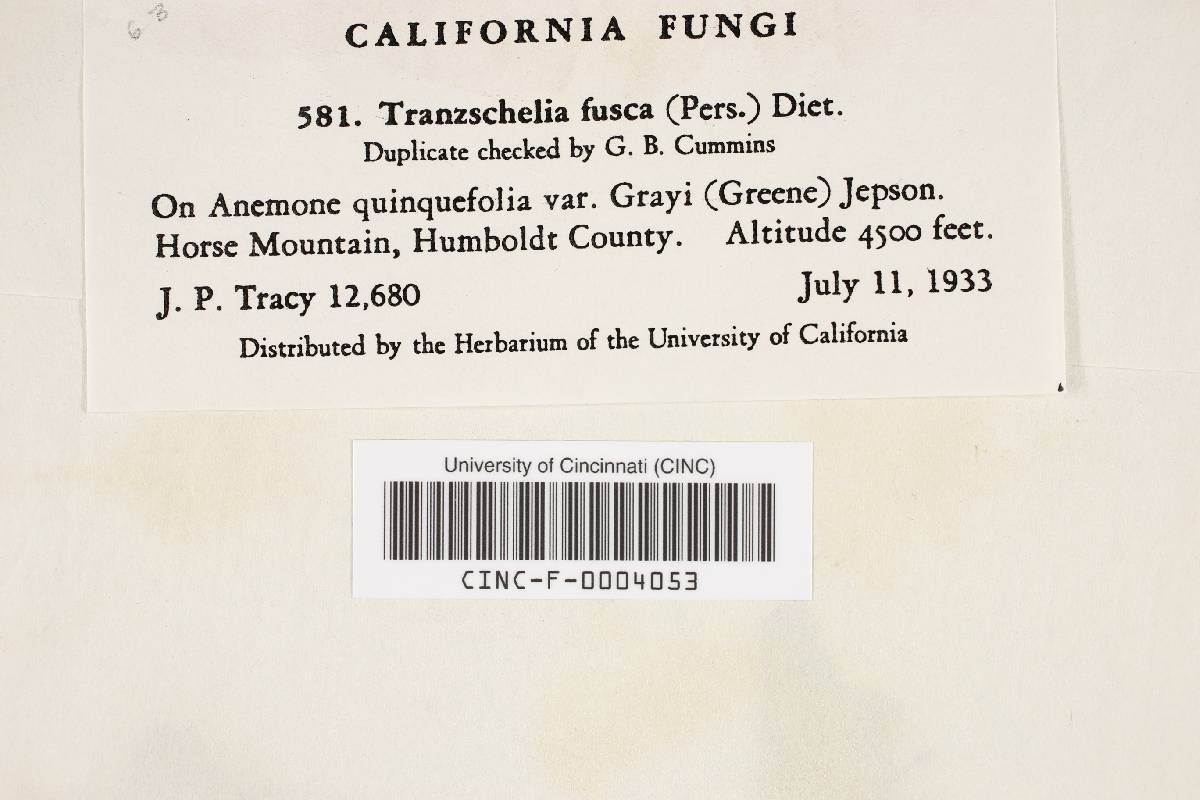 63
CALIFORNIA FUNGI
581. Tranzschelia fusca (Pers.) Diet.
Duplicate checked by G. B. Cummins
On Anemone quinquefolia var. Grayi (Greene) Jepson.
Horse Mountain, Humboldt County. Altitude 4500 feet.
J. P. Tracy 12,680 July 11, 1933
Distributed by the Herbarium of the University of California
University of Cincinnati (CINC)
CINC-F-0004053